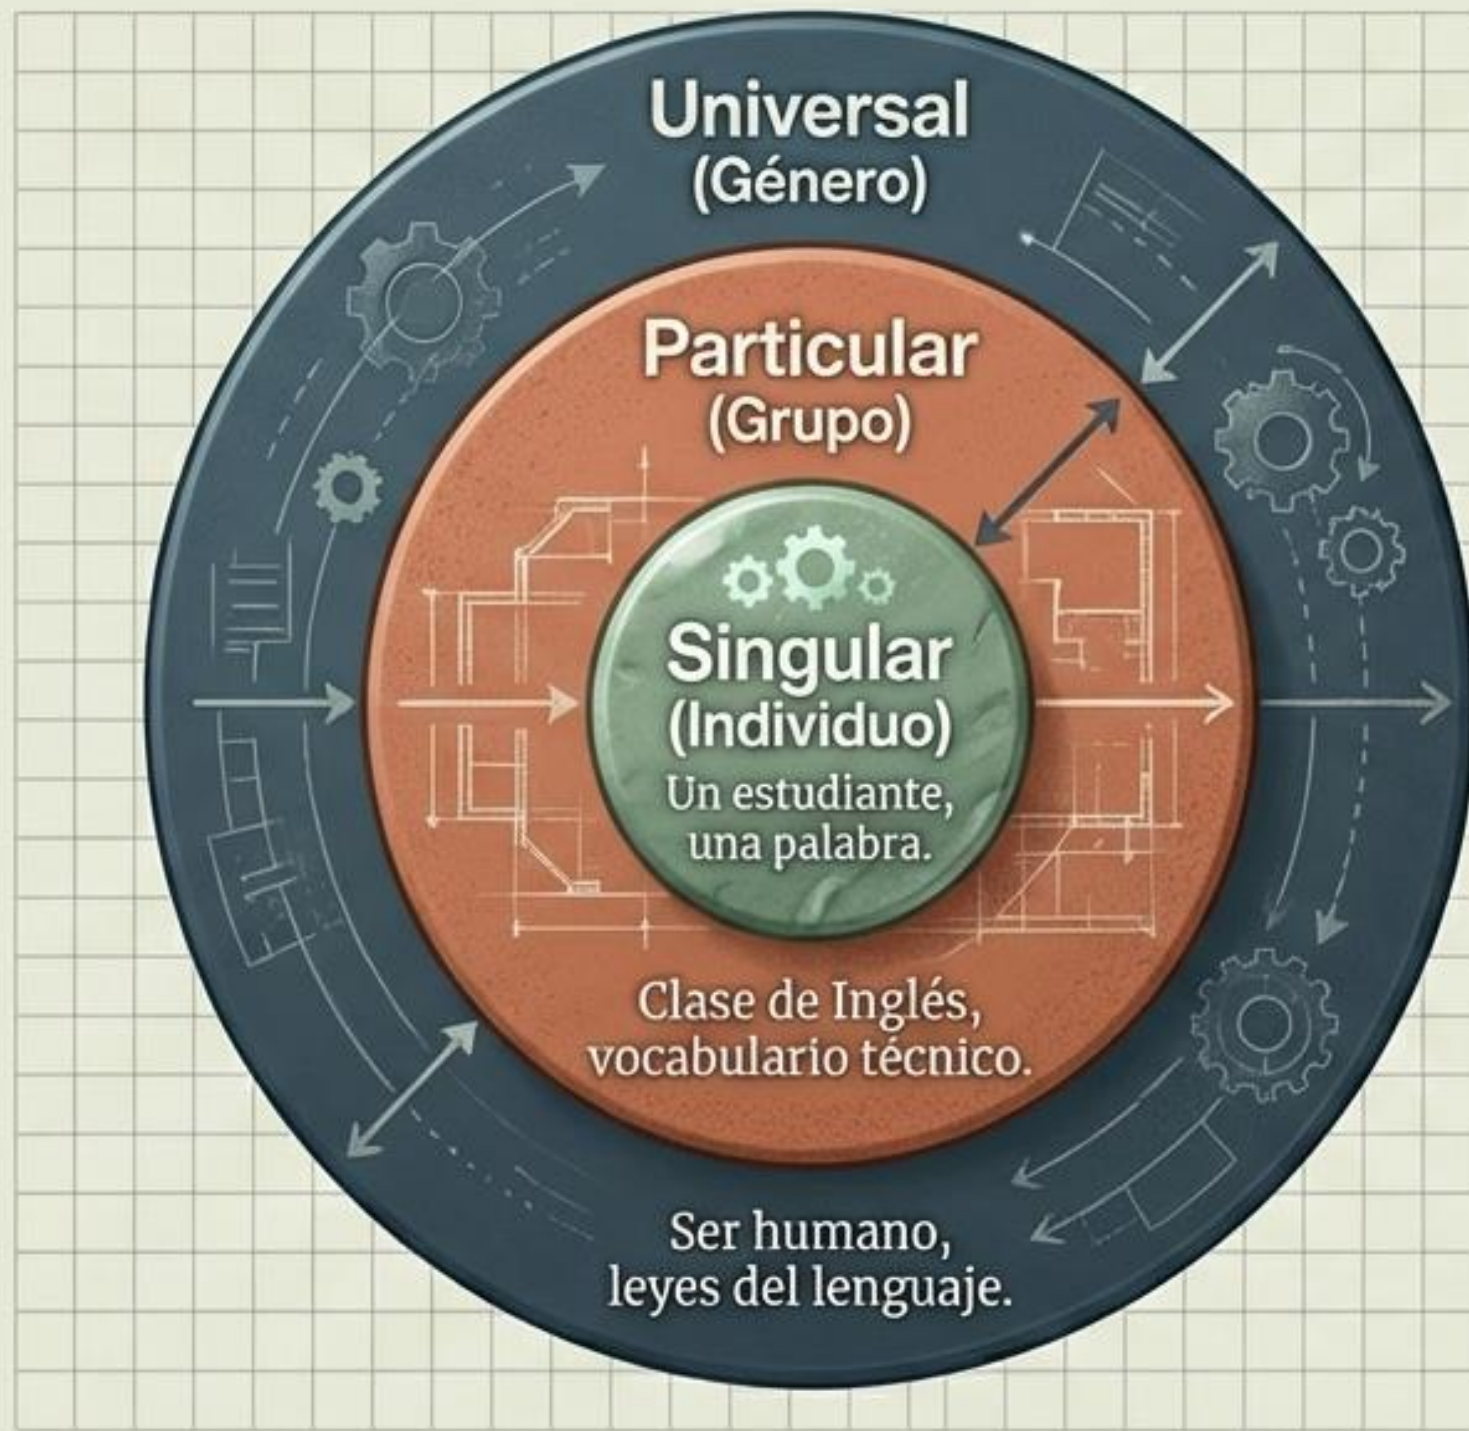 Universal
(Género)
Particular
(Grupo)
Singular
(Individuo)
Un estudiante,
una palabra.
Clase de Inglés,
vocabulario técnico.
Ser humano,
leyes del lenguaje.